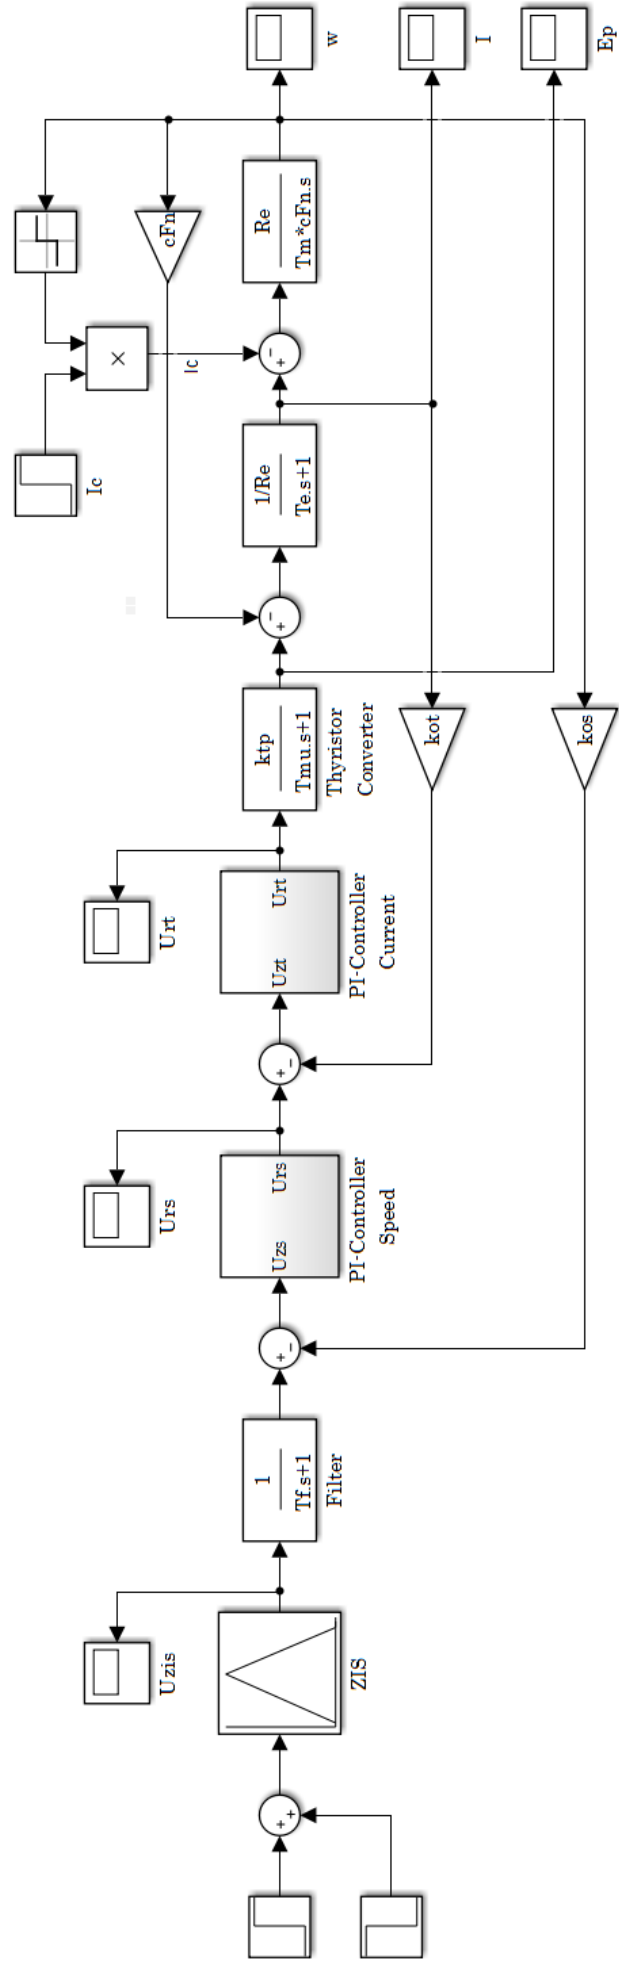 Uzis
ZIS
1
Tf.s+1
Filter
+
+
+
-
Uzs
Urs
PI-Controller
Speed
Urs
+
-
Uzt
Urt
PI-Controller
Current
Urt
ktp
Tmu.s+1
Thyristor
Converter
+
-
1/Re
Te.s+1
+
-
Re
Tm*cFn.s
Ic
×
Ic
cFn
kot
kos
w
I
Ep